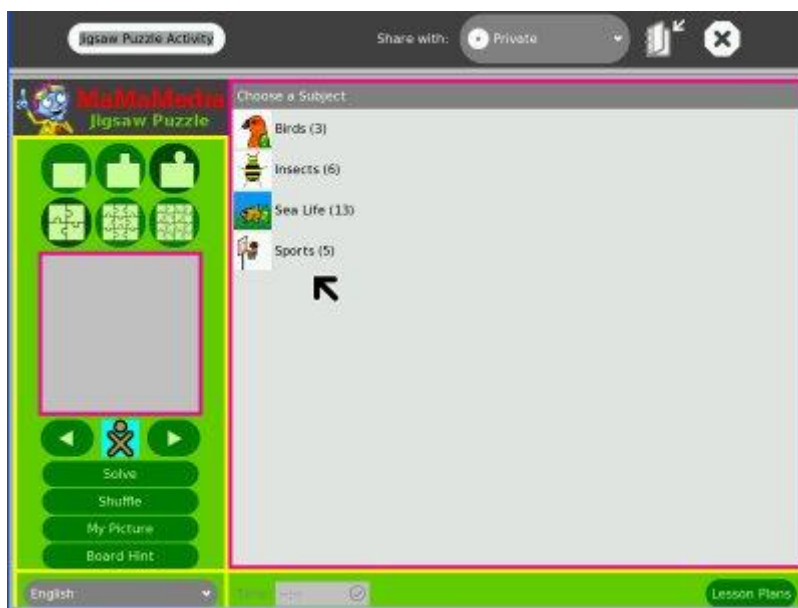 Jigsaw Puzzle Activity
Share with: Private
MaMaMedia
Jigsaw Puzzle
Choose a Subject
Birds (3)
Insects (6)
Sea Life (13)
Sports (5)
Solve
Shuffle
My Picture
Board Hint
English
Time: --:--
Lesson Plans